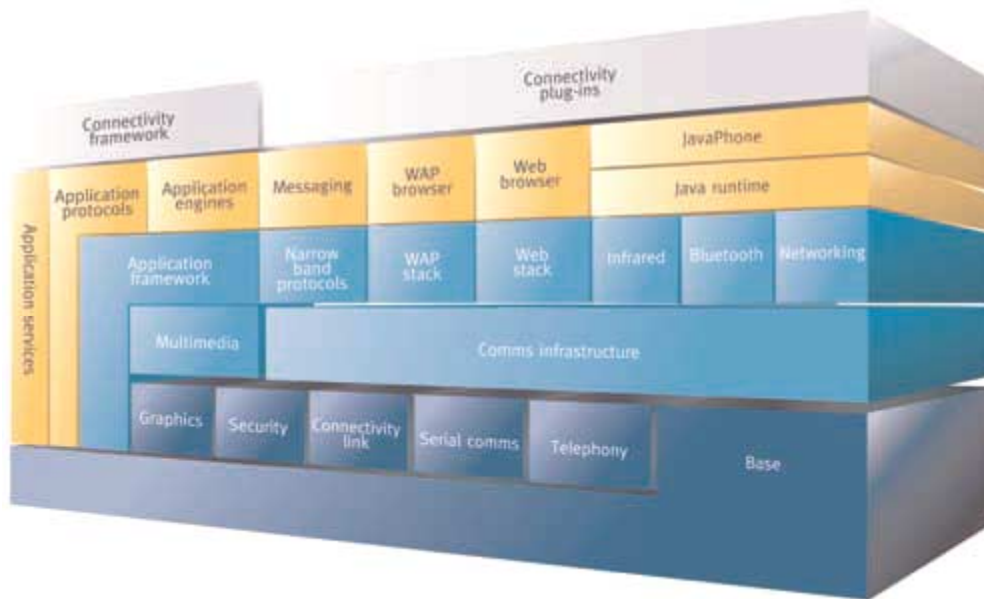 Connectivity
plug-ins
Connectivity
framework
JavaPhone
Java runtime
Application
protocols
Application
engines
Messaging
WAP
browser
Web
browser
Application services
Application
framework
Narrow
band
protocols
WAP
stack
Web
stack
Infrared
Bluetooth
Networking
Multimedia
Comms infrastructure
Graphics
Security
Connectivity
link
Serial comms
Telephony
Base